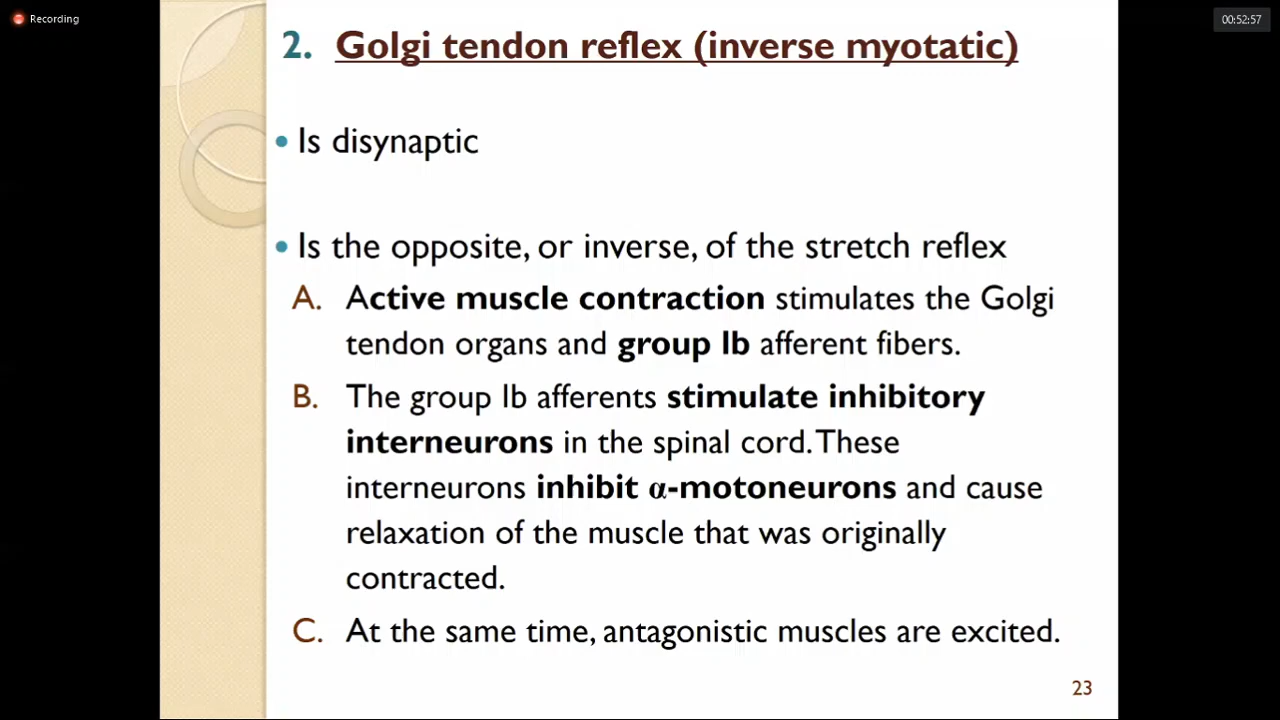 Recording
00:52:57
2. Golgi tendon reflex (inverse myotatic)
• Is disynaptic
• Is the opposite, or inverse, of the stretch reflex
A. Active muscle contraction stimulates the Golgi
tendon organs and group Ib afferent fibers.
B. The group Ib afferents stimulate inhibitory
interneurons in the spinal cord. These
interneurons inhibit α-motoneurons and cause
relaxation of the muscle that was originally
contracted.
C. At the same time, antagonistic muscles are excited.
23